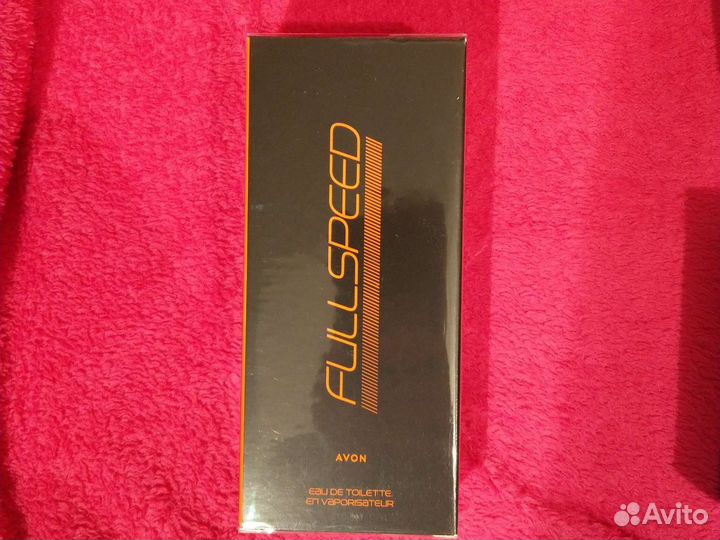 FULLSPEED
AVON
EAU DE TOILETTE
EN VAPORISATEUR
Avito